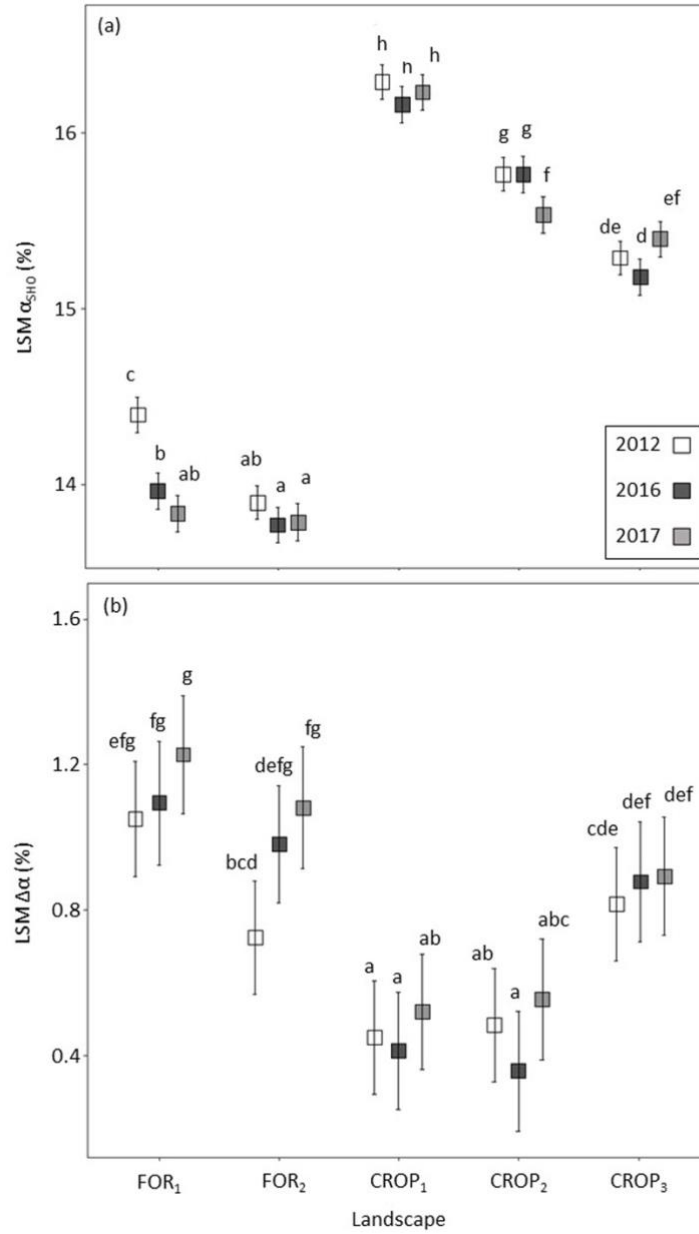 (a)
h
n
h
16
g
g
f
ef
de
d
LSM α_SHO (%)
15
c
b
ab
ab
a
a
14
2012
2016
2017
(b)
1.6
g
fg
efg
fg
defg
1.2
bcd
def
def
cde
LSM Δα (%)
0.8
abc
ab
ab
a
a
a
0.4
FOR₁
FOR₂
CROP₁
CROP₂
CROP₃
Landscape